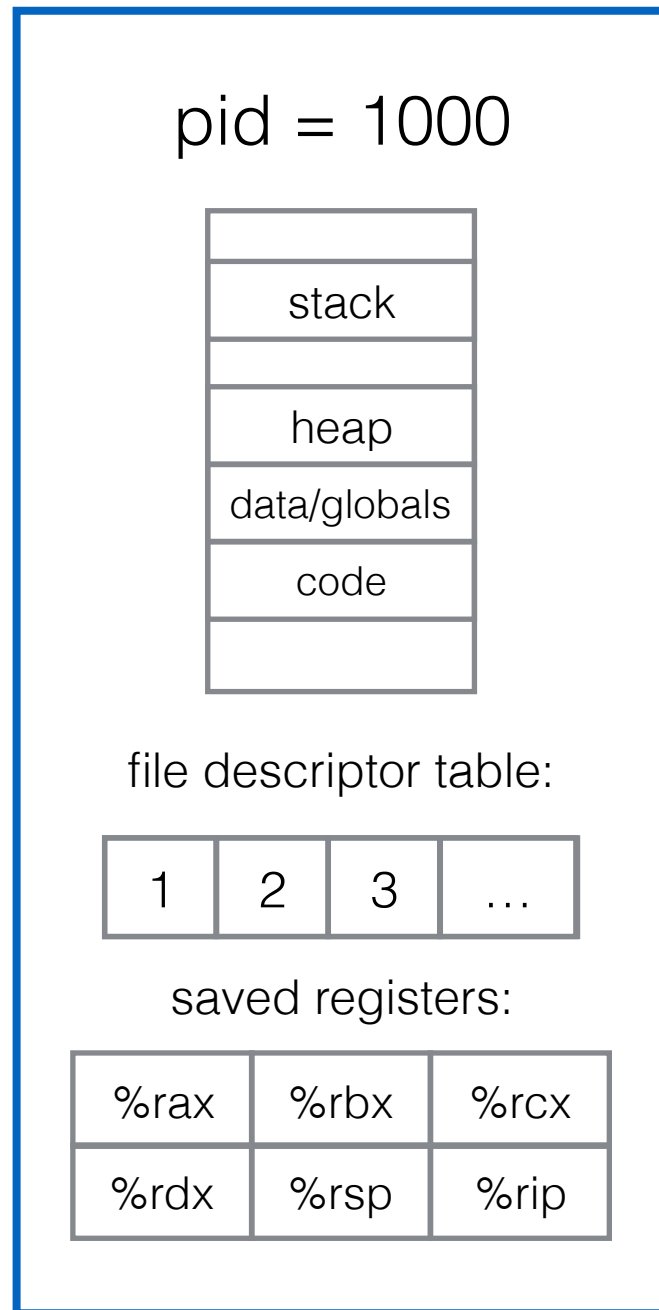 pid = 1000
stack
heap
data/globals
code
file descriptor table:
1 2 3 …
saved registers:
%rax %rbx %rcx
%rdx %rsp %rip